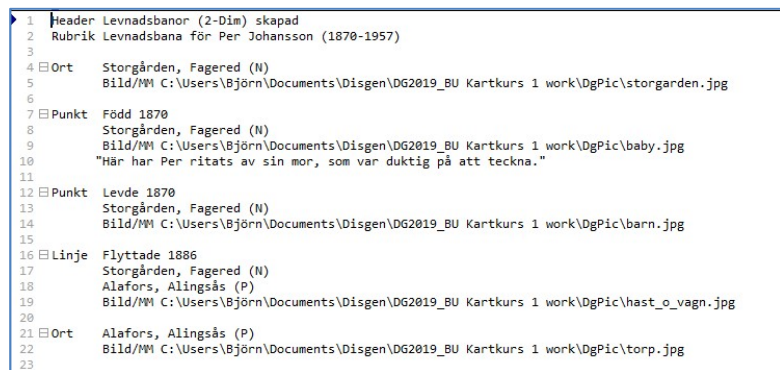 1 Header Levnadsbanor (2-Dim) skapad
2 Rubrik Levnadsbana för Per Johansson (1870-1957)
3
4 Ort Storgården, Fagered (N)
5 Bild/MM C:\Users\Björn\Documents\Disgen\DG2019_BU Kartkurs 1 work\DgPic\storgarden.jpg
6
7 Punkt Född 1870
8 Storgården, Fagered (N)
9 Bild/MM C:\Users\Björn\Documents\Disgen\DG2019_BU Kartkurs 1 work\DgPic\baby.jpg
10 "Här har Per ritats av sin mor, som var duktig på att teckna."
11
12 Punkt Levde 1870
13 Storgården, Fagered (N)
14 Bild/MM C:\Users\Björn\Documents\Disgen\DG2019_BU Kartkurs 1 work\DgPic\barn.jpg
15
16 Linje Flyttade 1886
17 Storgården, Fagered (N)
18 Alafors, Alingsås (P)
19 Bild/MM C:\Users\Björn\Documents\Disgen\DG2019_BU Kartkurs 1 work\DgPic\hast_o_vagn.jpg
20
21 Ort Alafors, Alingsås (P)
22 Bild/MM C:\Users\Björn\Documents\Disgen\DG2019_BU Kartkurs 1 work\DgPic\torp.jpg
23